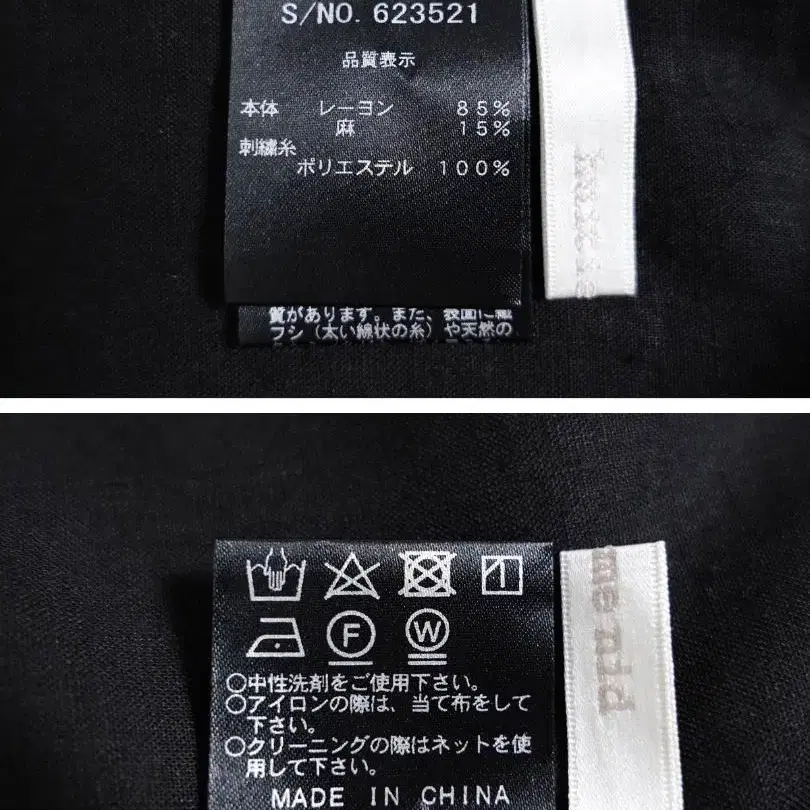 S/NO. 623521
品質表示
本体 レーヨン 85%
麻 15%
刺繍糸
ポリエステル 100%
質があります。また、表面に
フシ（太い線状の糸）や天然の
F
W
○中性洗剤をご使用下さい。
○アイロンの際は、当て布をして
下さい。
○クリーニングの際はネットを使
用して下さい。
MADE IN CHINA